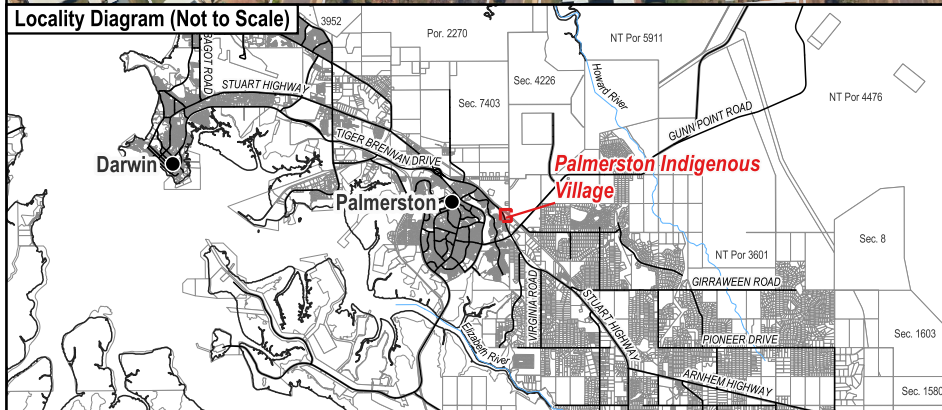 Locality Diagram (Not to Scale)
3952
Por. 2270
NT Por 5911
BAGOT ROAD
STUART HIGHWAY
Sec. 4226
Howard River
NT Por 4476
Sec. 7403
GUNN POINT ROAD
TIGER BRENNAN DRIVE
Darwin
Palmerston Indigenous
Village
Palmerston
Sec. 8
NT Por 3601
GIRRAWEEN ROAD
VIRGINIA ROAD
STUART HIGHWAY
Elizabeth River
PIONEER DRIVE
Sec. 1603
ARNHEM HIGHWAY
Sec. 1580